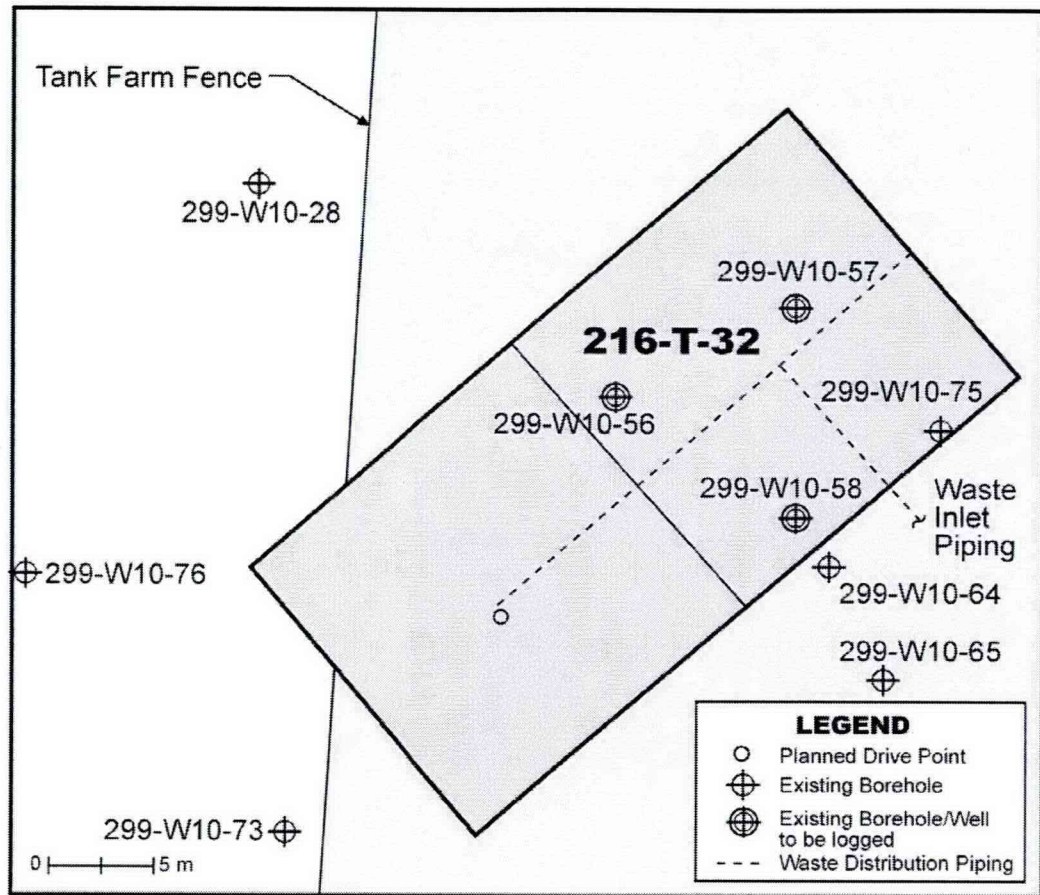 Tank Farm Fence
299-W10-28
299-W10-57
216-T-32
299-W10-75
299-W10-56
299-W10-58
Waste
Inlet
Piping
299-W10-76
299-W10-64
299-W10-65
299-W10-73
0 5 m
LEGEND
Planned Drive Point
Existing Borehole
Existing Borehole/Well
to be logged
Waste Distribution Piping